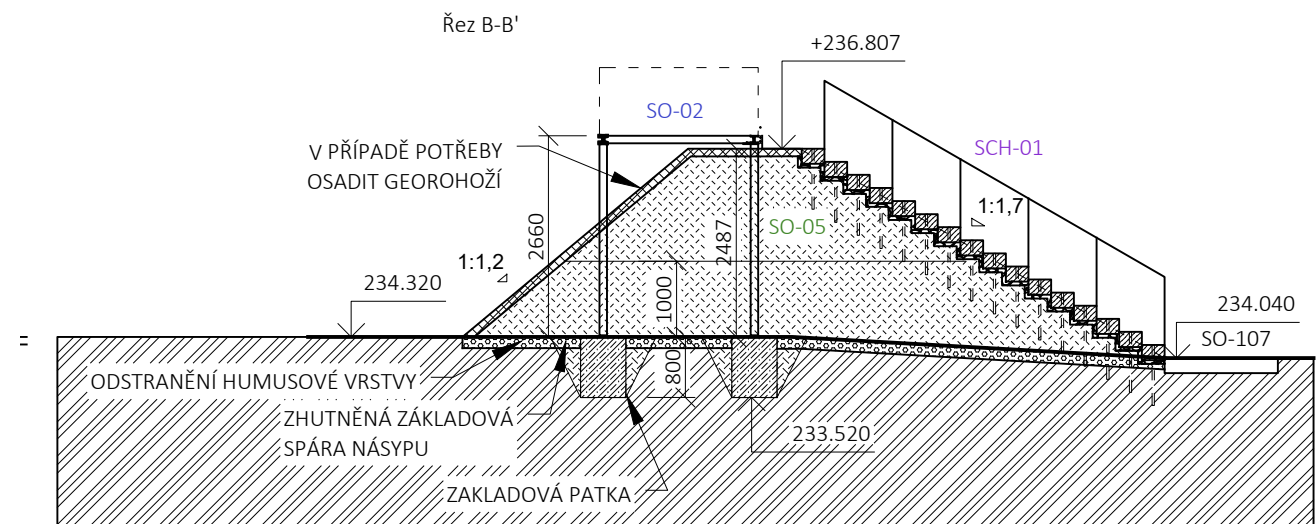 Řez B-B'
+236.807
SO-02
SCH-01
V PŘÍPADĚ POTŘEBY
OSADIT GEOROHOŽÍ
1:1,7
SO-05
2660
2487
1:1,2
234.320
1000
234.040
SO-107
800
ODSTRANĚNÍ HUMUSOVÉ VRSTVY
ZHUTNĚNÁ ZÁKLADOVÁ
SPÁRA NÁSYPU
233.520
ZAKLADOVÁ PATKA